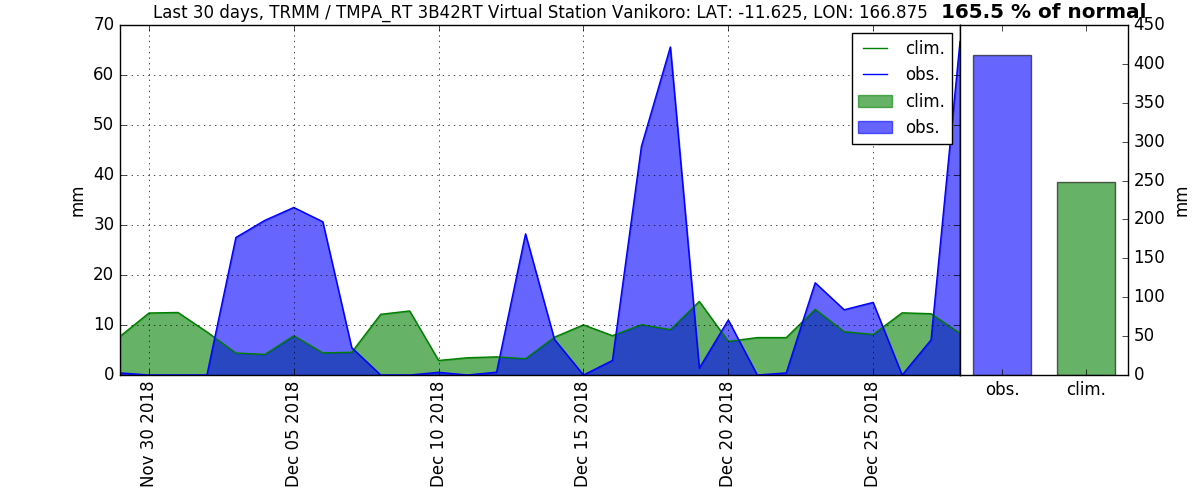 Last 30 days, TRMM / TMPA_RT 3B42RT Virtual Station Vanikoro: LAT: -11.625, LON: 166.875 165.5 % of normal
70
60
50
40
30
20
10
0
mm
clim.
obs.
clim.
obs.
Nov 30 2018
Dec 05 2018
Dec 10 2018
Dec 15 2018
Dec 20 2018
Dec 25 2018
450
400
350
300
250
200
150
100
50
0
mm
obs. clim.